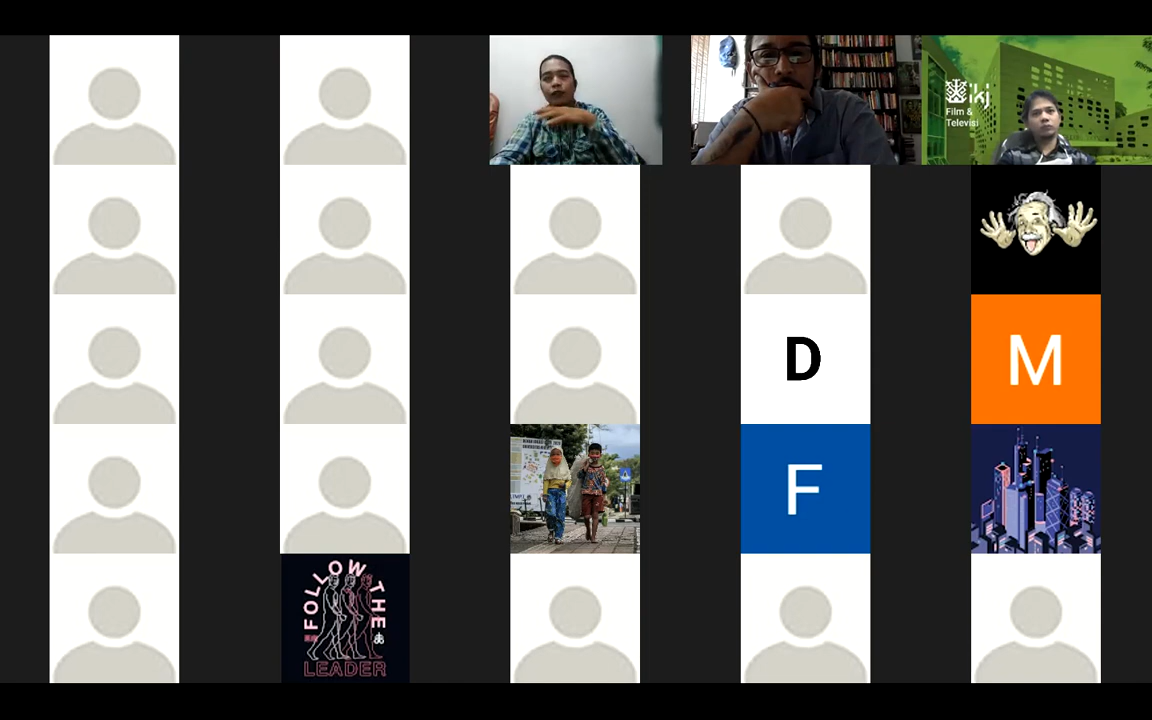 ikj
Film &
Televisi
D
M
F
FOLLOW THE
LEADER